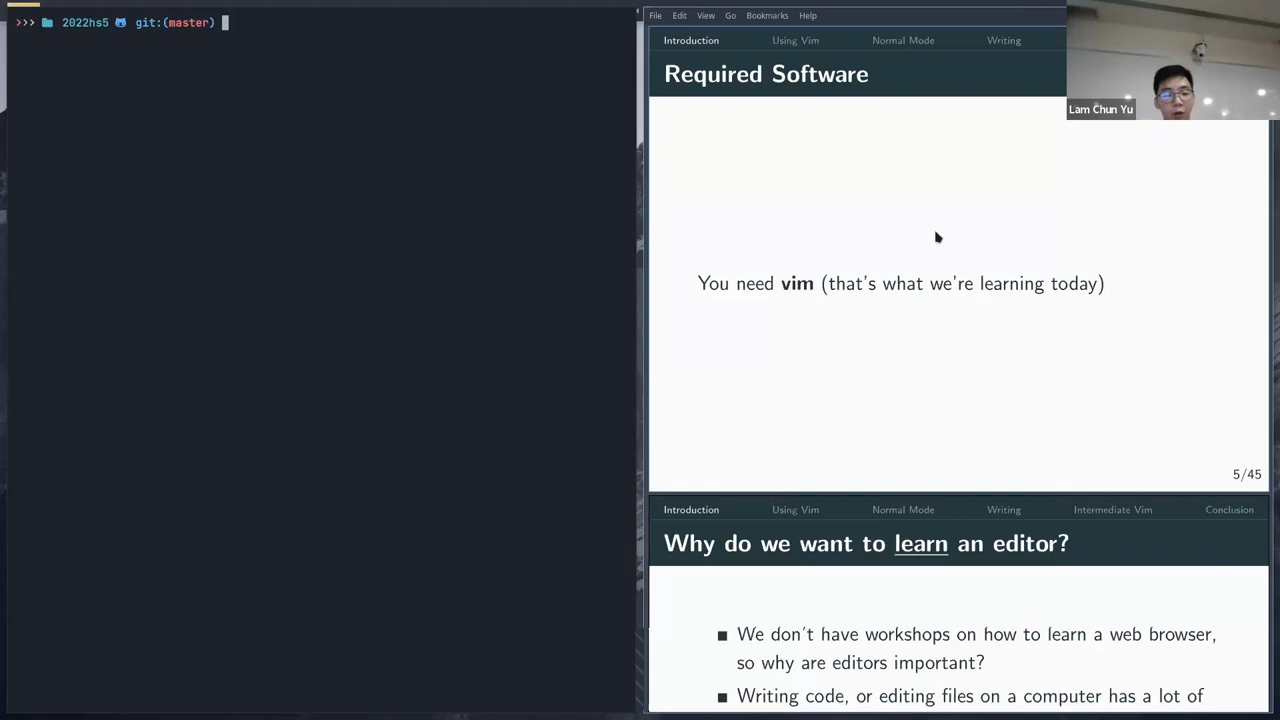 >>> 2022hs5 git:(master)
File Edit View Go Bookmarks Help
Introduction Using Vim Normal Mode Writing
Required Software
Lam Chun Yu
You need vim (that's what we're learning today)
5/45
Introduction Using Vim Normal Mode Writing Intermediate Vim Conclusion
Why do we want to learn an editor?
■ We don´t have workshops on how to learn a web browser,
so why are editors important?
■ Writing code, or editing files on a computer has a lot of